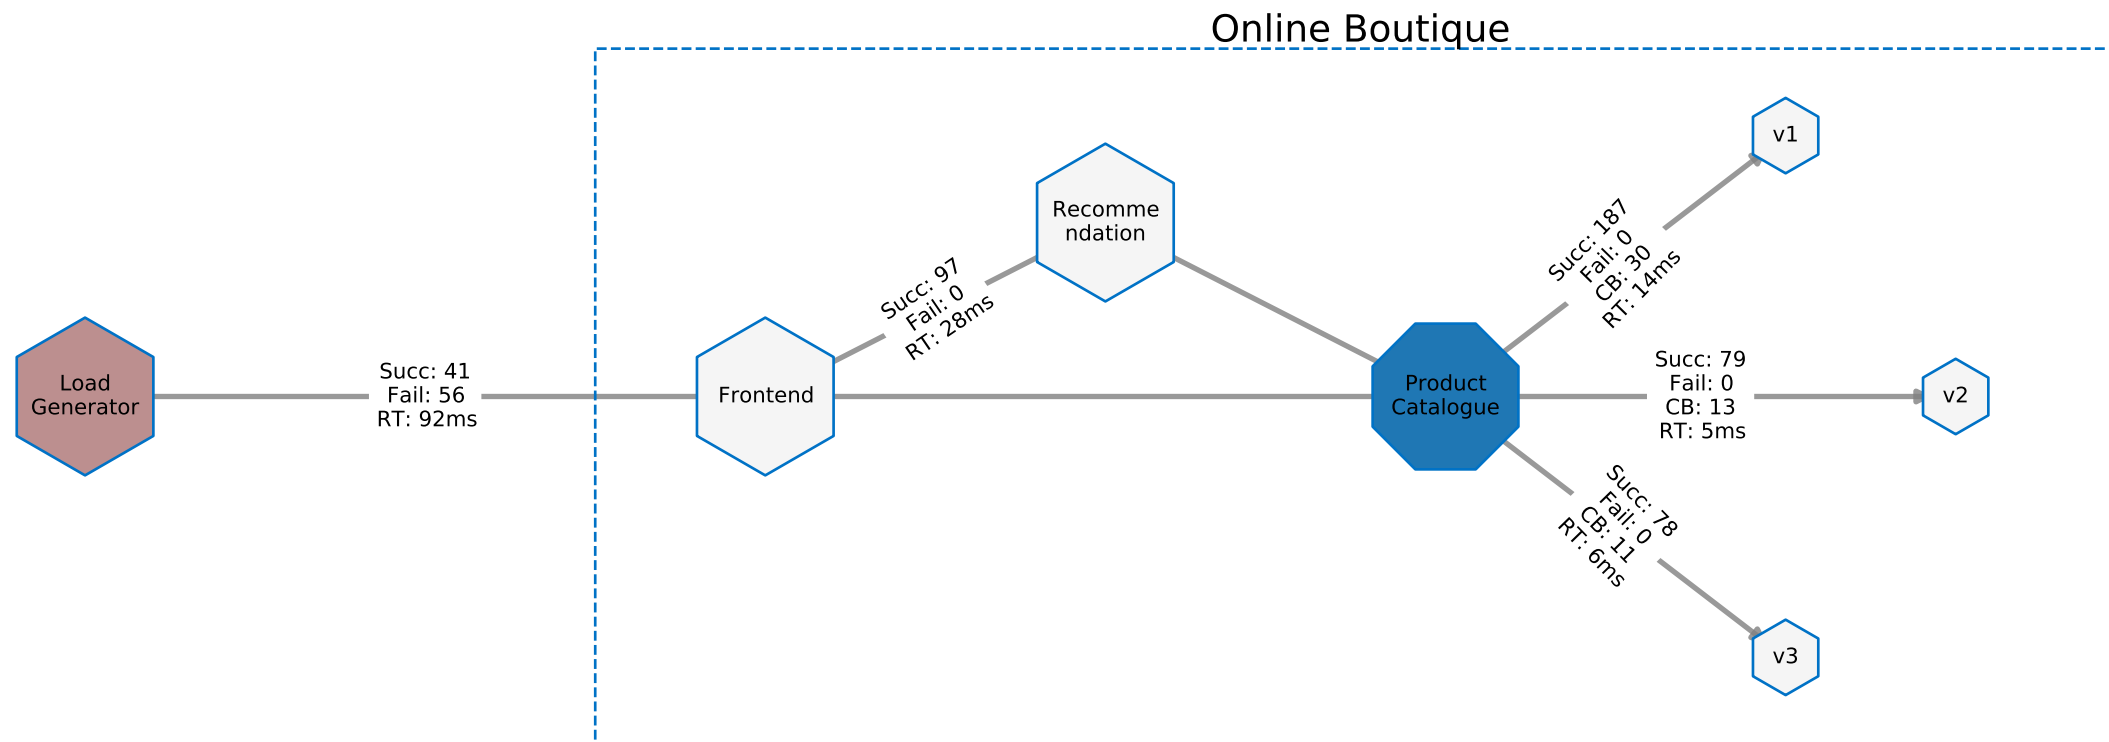 Online Boutique
Load
Generator
Succ: 41
Fail: 56
RT: 92ms
Frontend
Succ: 97
Fail: 0
RT: 28ms
Recomme
ndation
Product
Catalogue
Succ: 187
Fail: 0
CB: 30
RT: 14ms
v1
Succ: 79
Fail: 0
CB: 13
RT: 5ms
v2
Succ: 78
Fail: 0
CB: 11
RT: 6ms
v3